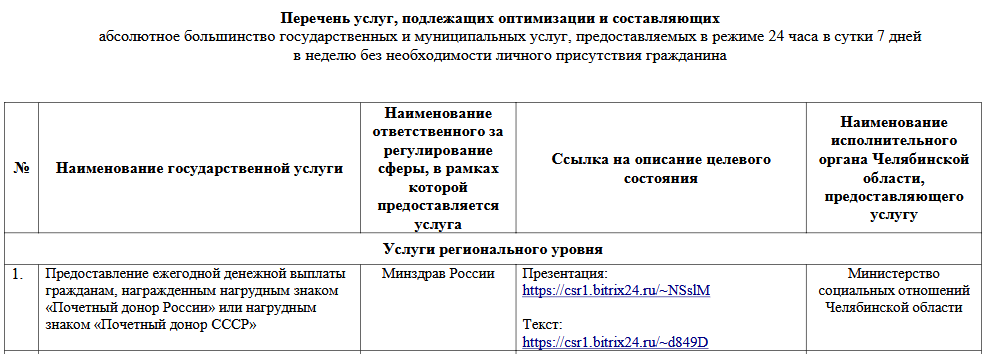 Перечень услуг, подлежащих оптимизации и составляющих
абсолютное большинство государственных и муниципальных услуг, предоставляемых в режиме 24 часа в сутки 7 дней
в неделю без необходимости личного присутствия гражданина
№
Наименование государственной услуги
Наименование
ответственного за
регулирование
сферы, в рамках
которой
предоставляется
услуга
Ссылка на описание целевого
состояния
Наименование
исполнительного
органа Челябинской
области,
предоставляющего
услугу
Услуги регионального уровня
1.
Предоставление ежегодной денежной выплаты
гражданам, награжденным нагрудным знаком
«Почетный донор России» или нагрудным
знаком «Почетный донор СССР»
Минздрав России
Презентация:
https://csr1.bitrix24.ru/~NSslM
Текст:
https://csr1.bitrix24.ru/~d849D
Министерство
социальных отношений
Челябинской области